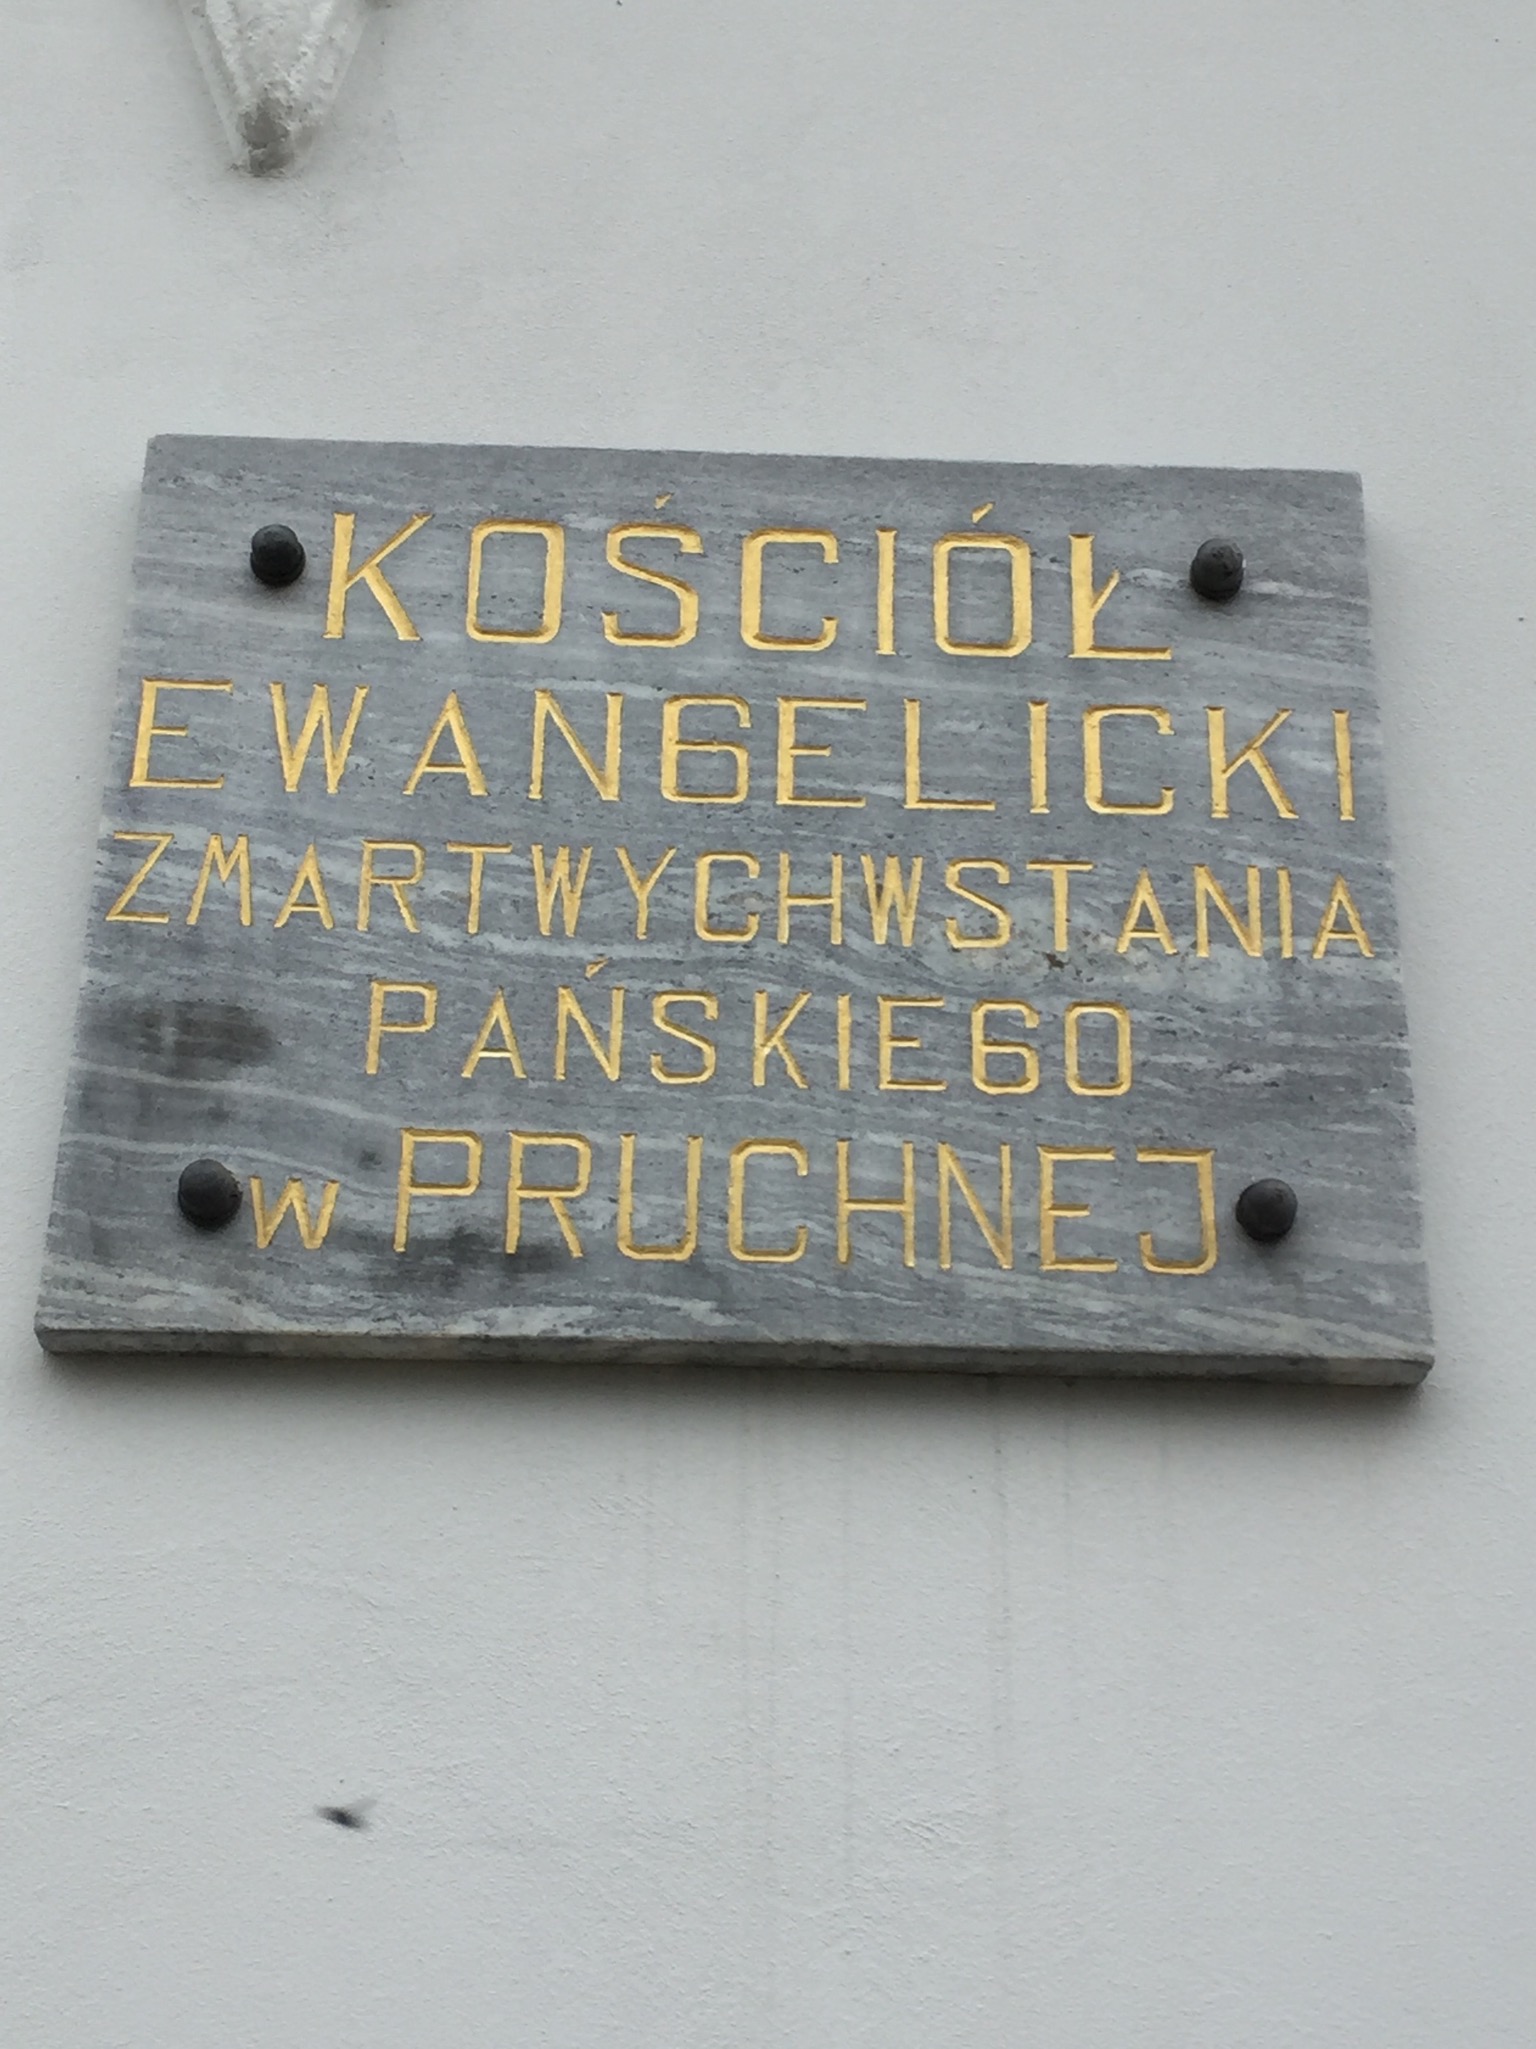 KOŚCIÓŁ
EWANGELICKI
ZMARTWYCHWSTANIA
PAŃSKIEGO
w PRUCHNEJ